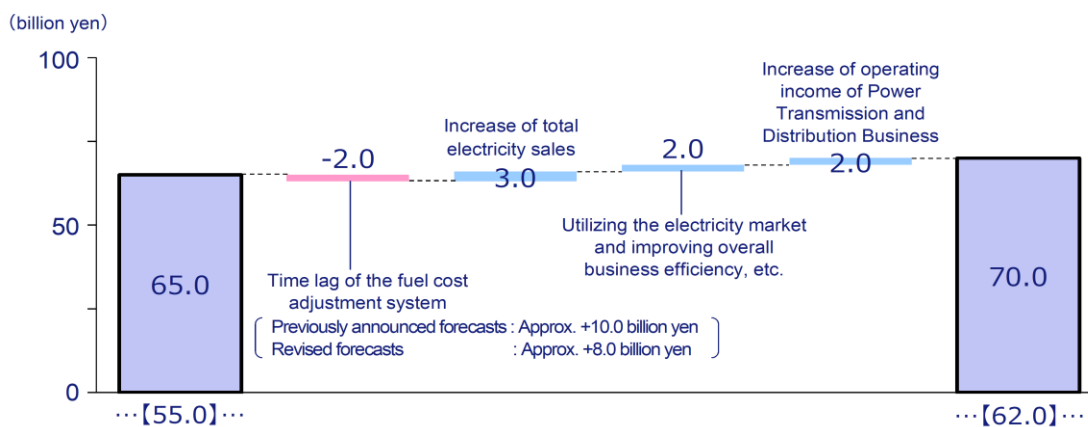 （billion yen）
100
50
0
65.0
…【55.0】…
-2.0
Time lag of the fuel cost
adjustment system
Previously announced forecasts : Approx. +10.0 billion yen
Revised forecasts : Approx. +8.0 billion yen
Increase of total
electricity sales
3.0
2.0
Utilizing the electricity market
and improving overall
business efficiency, etc.
Increase of operating
income of Power
Transmission and
Distribution Business
2.0
70.0
…【62.0】…